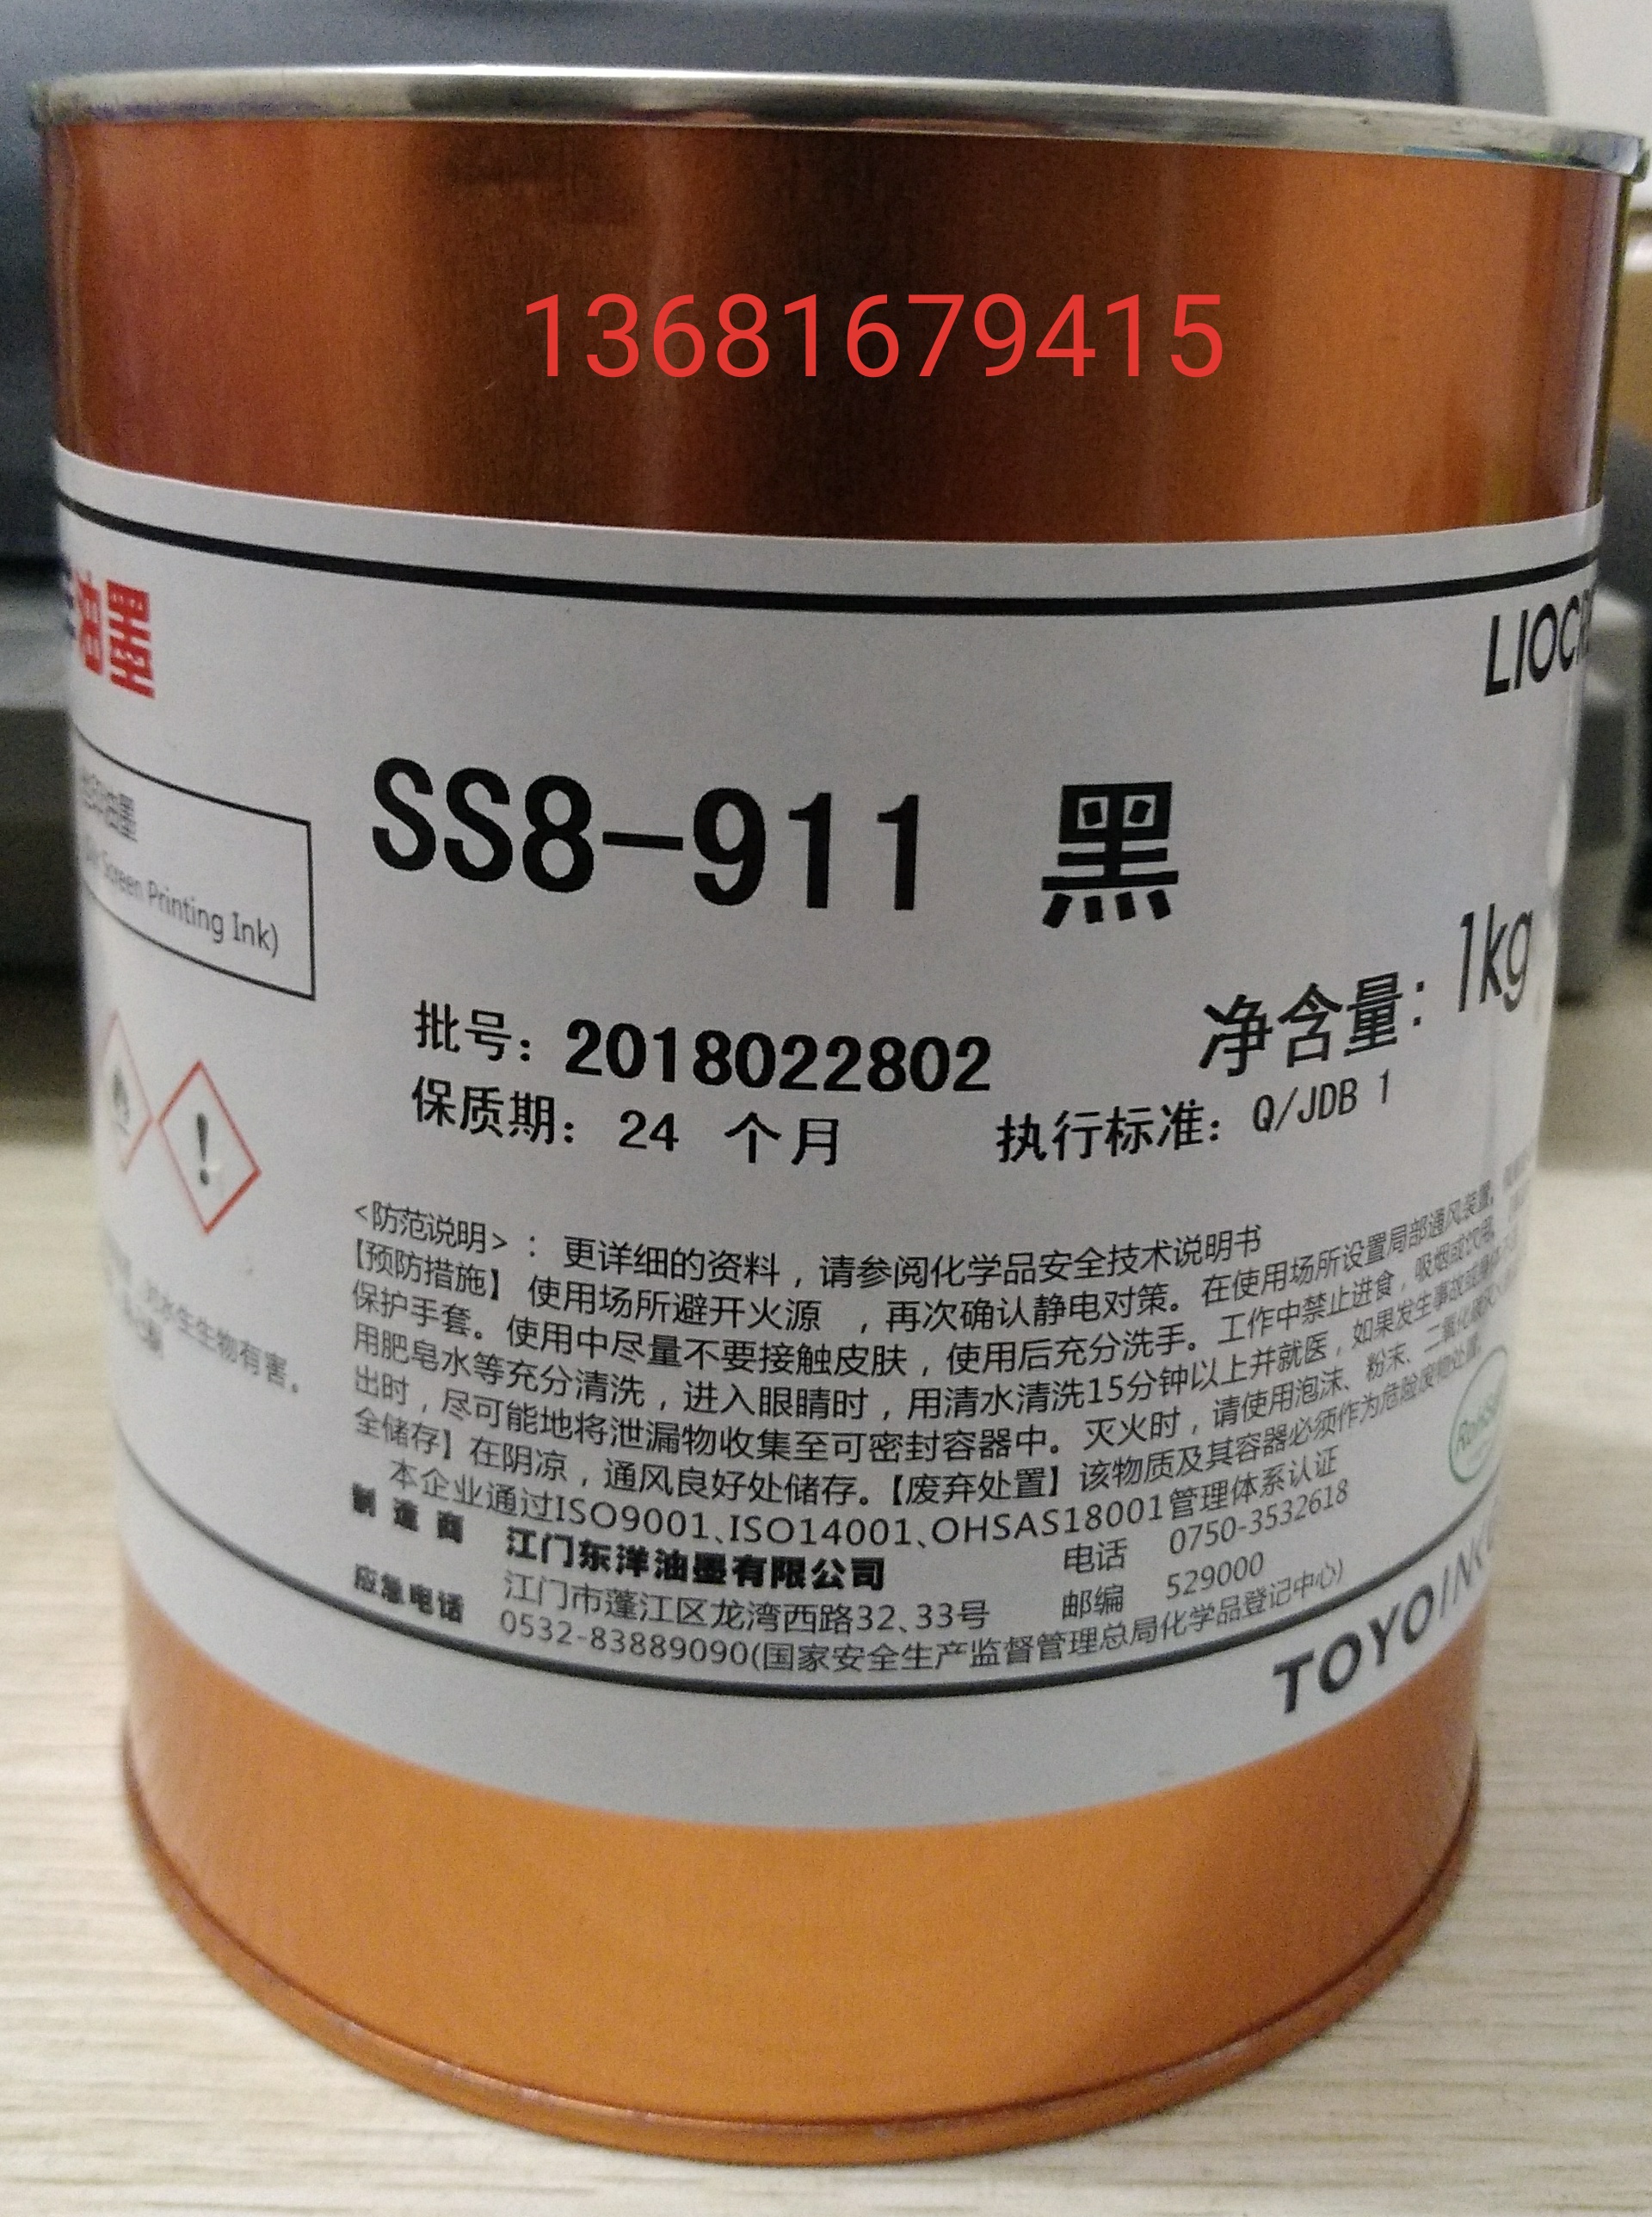 13681679415
油墨
LIOC
油墨
Screen Printing Ink)
SS8-911 黑
净含量: 1kg
批号: 2018022802
保质期: 24 个月
执行标准: Q/JDB 1
!
<防范说明>: 更详细的资料,请参阅化学品安全技术说明书
【预防措施】 使用场所避开火源 ,再次确认静电对策。在使用场所设置局部通风装置,
保护手套。使用中尽量不要接触皮肤,使用后充分洗手。工作中禁止进食,吸烟或饮用。
用肥皂水等充分清洗,进入眼睛时,用清水清洗15分钟以上并就医,如果发生事故或
出时,尽可能地将泄漏物收集至可密封容器中。灭火时,请使用泡沫、粉末、二氧化碳
全储存】在阴凉,通风良好处储存。【废弃处置】该物质及其容器必须作为危险废物处置。
水生生物有害。
本企业通过ISO9001、ISO14001、OHSAS18001管理体系认证
制造商 江门东洋油墨有限公司 电话 0750-3532618
江门市蓬江区龙湾西路32、33号 邮编 529000
应急电话 0532-83889090(国家安全生产监督管理总局化学品登记中心)
TOYO INK